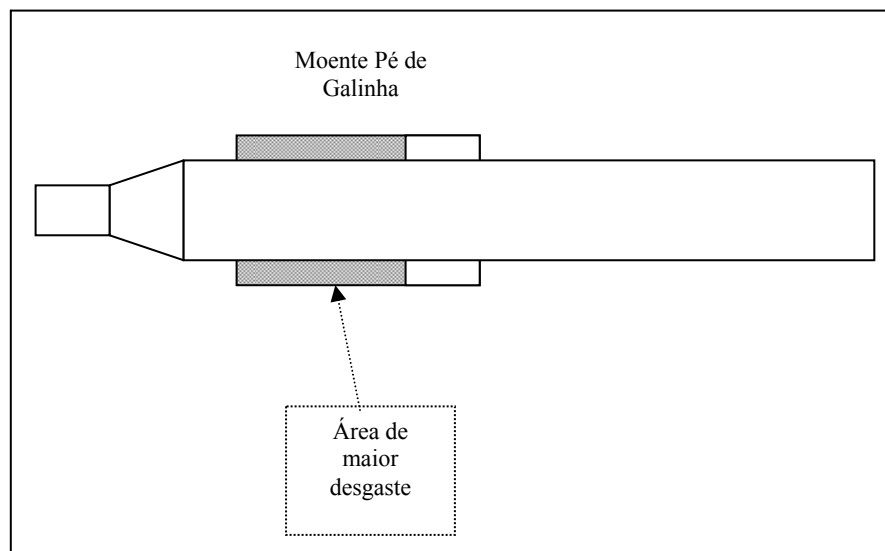 Moente Pé de
Galinha
Área de
maior
desgaste